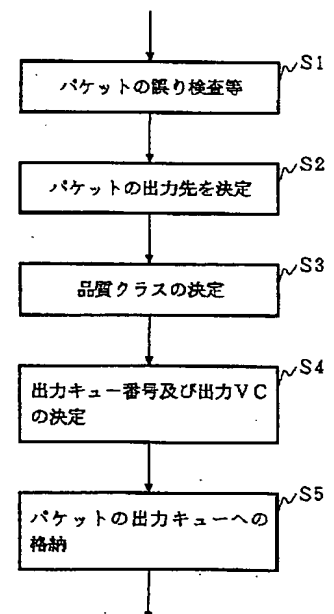 S1
パケットの誤り検査等
S2
パケットの出力先を決定
S3
品質クラスの決定
S4
出力キュー番号及び出力VC
の決定
S5
パケットの出力キューへの
格納